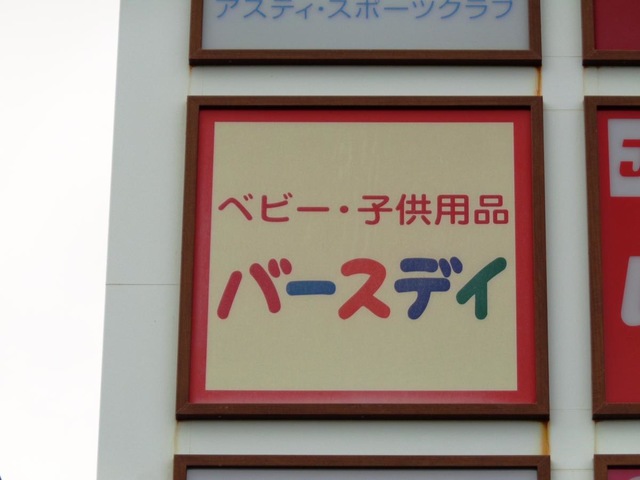 アスティ・スポーツクラブ
ベビー・子供用品
バースデイ